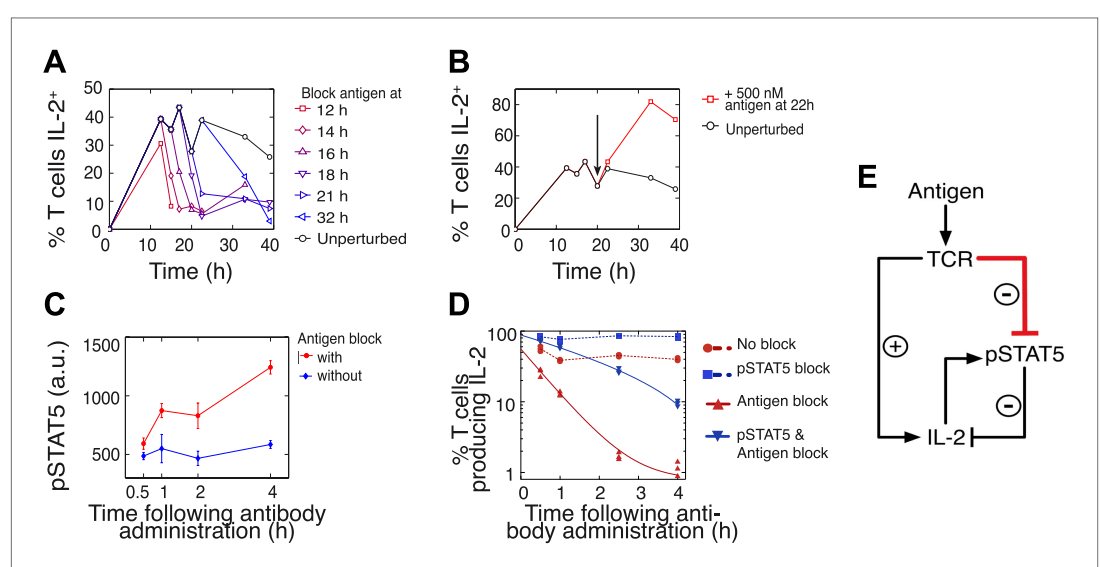 A
% T cells IL-2+
50
40
30
20
10
0
0
10
20
30
40
Time (h)
Block antigen at
12 h
14 h
16 h
18 h
21 h
32 h
Unperturbed
B
% T cells IL-2+
80
60
40
20
0
0
10
20
30
40
Time (h)
+ 500 nM
antigen at 22h
Unperturbed
C
pSTAT5 (a.u.)
1500
1000
500
0.5
1
2
4
Time following antibody
administration (h)
Antigen block
with
without
D
% T cells
producing IL-2
100
10
1
0
1
2
3
4
Time following anti-
body administration (h)
No block
pSTAT5 block
Antigen block
pSTAT5 &
Antigen block
E
Antigen
TCR
-
+
pSTAT5
-
IL-2